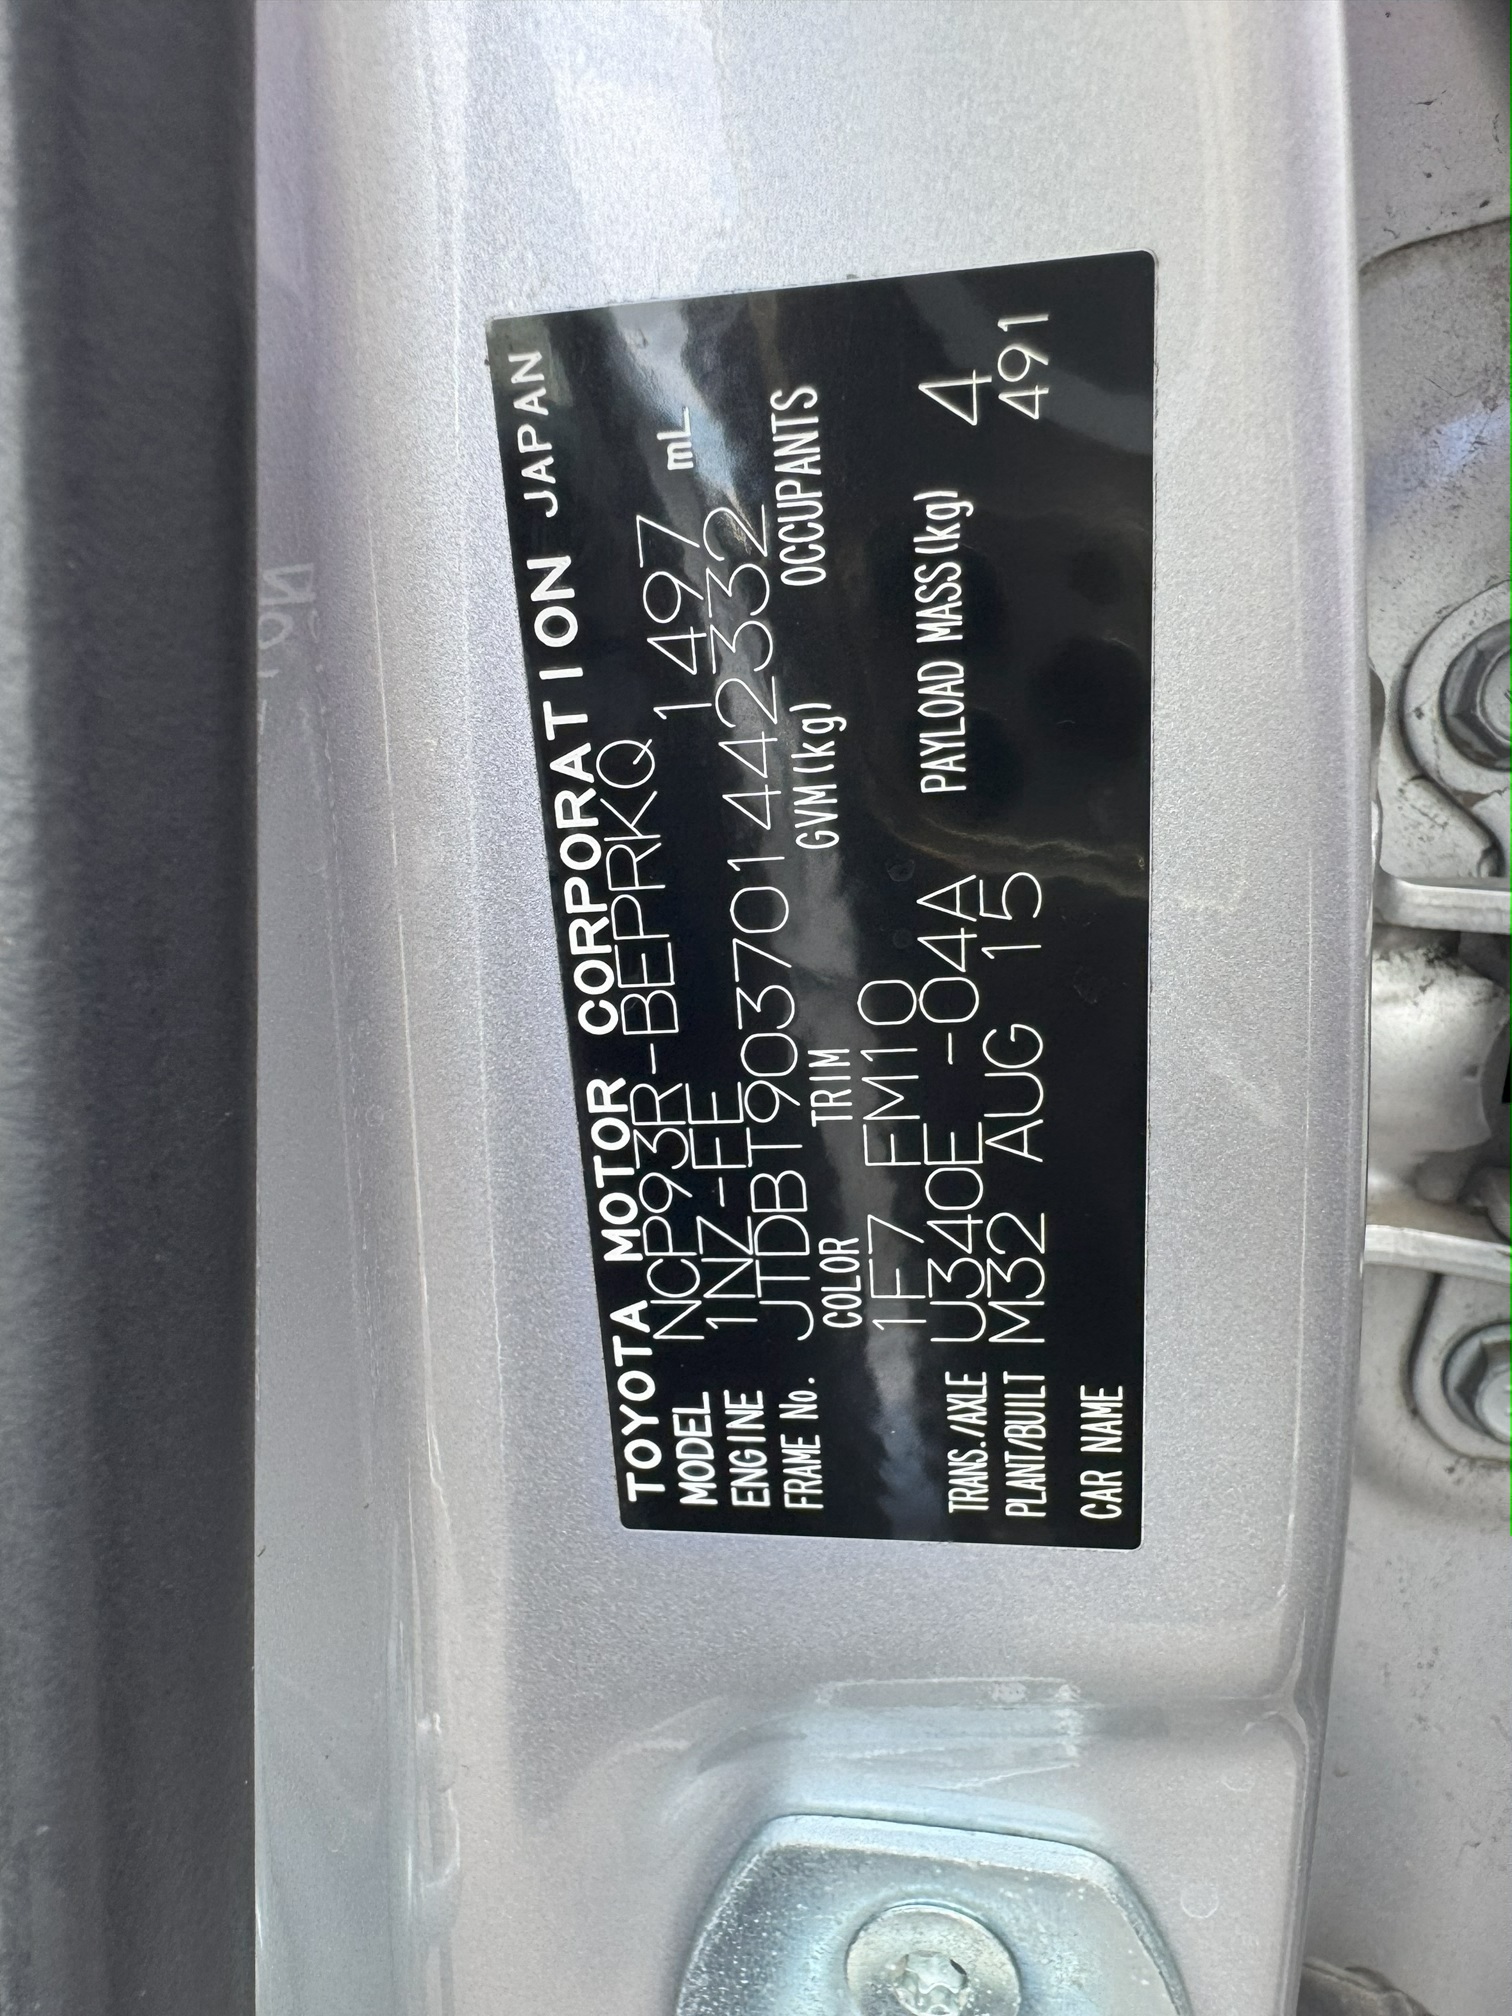 TOYOTA MOTOR CORPORATION JAPAN
MODEL NCP93R-BEPRKQ 1497 mL
ENGINE 1NZ-FE
FRAME No. JTDBT903701442332
COLOR TRIM GVM(kg) OCCUPANTS
1F7 FM10 4
TRANS./AXLE U340E -04A PAYLOAD MASS(kg) 491
PLANT/BUILT M32 AUG 15
CAR NAME